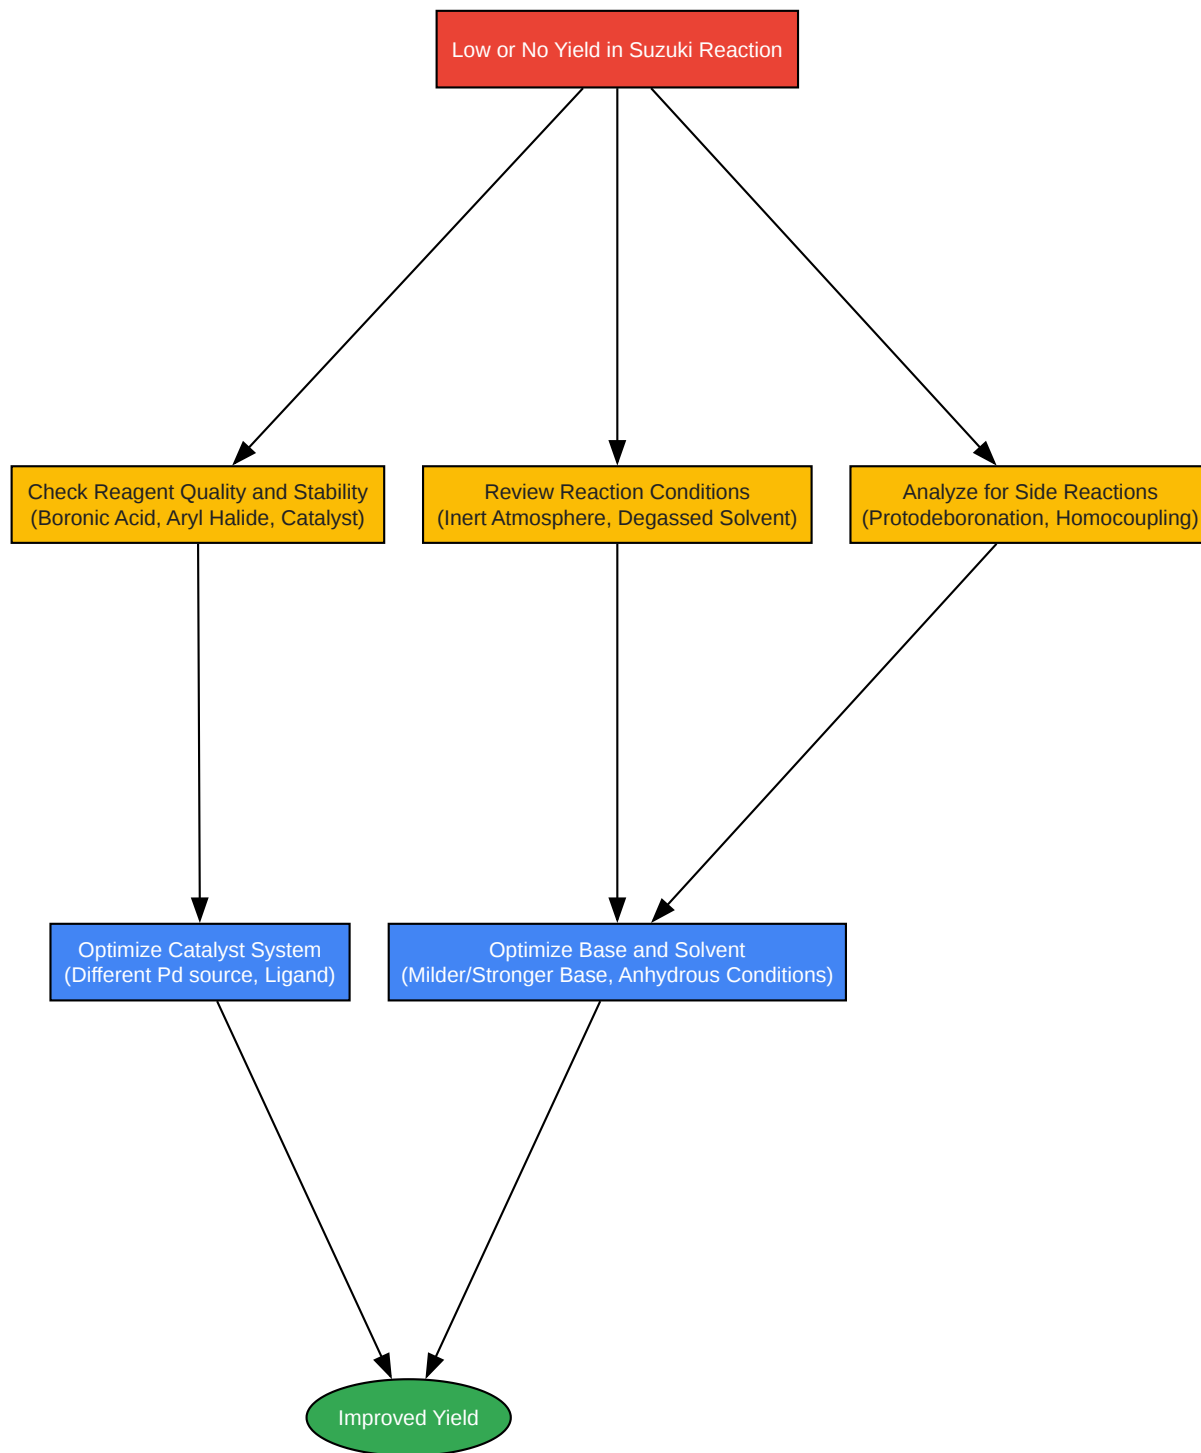 Low or No Yield in Suzuki Reaction
Check Reagent Quality and Stability
(Boronic Acid, Aryl Halide, Catalyst)
Review Reaction Conditions
(Inert Atmosphere, Degassed Solvent)
Analyze for Side Reactions
(Protodeboronation, Homocoupling)
Optimize Catalyst System
(Different Pd source, Ligand)
Optimize Base and Solvent
(Milder/Stronger Base, Anhydrous Conditions)
Improved Yield